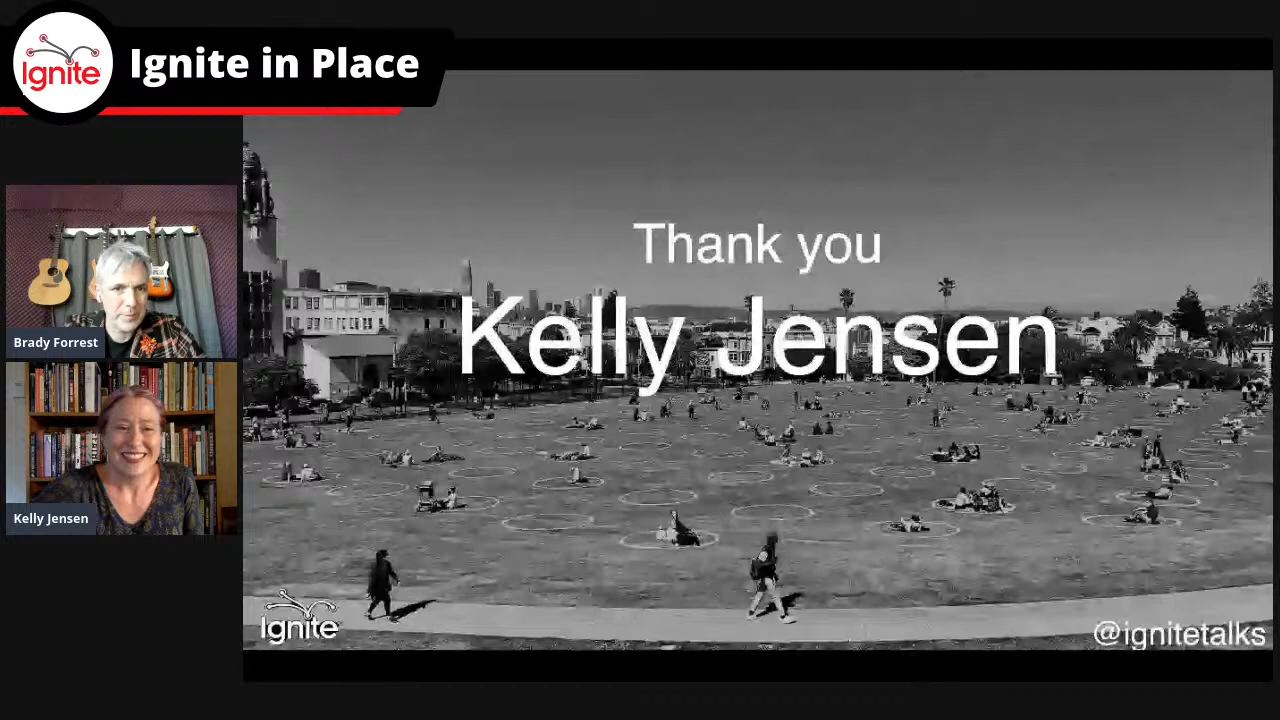 Ignite
Ignite in Place
Thank you
Kelly Jensen
Brady Forrest
Kelly Jensen
Ignite
@ignitetalks